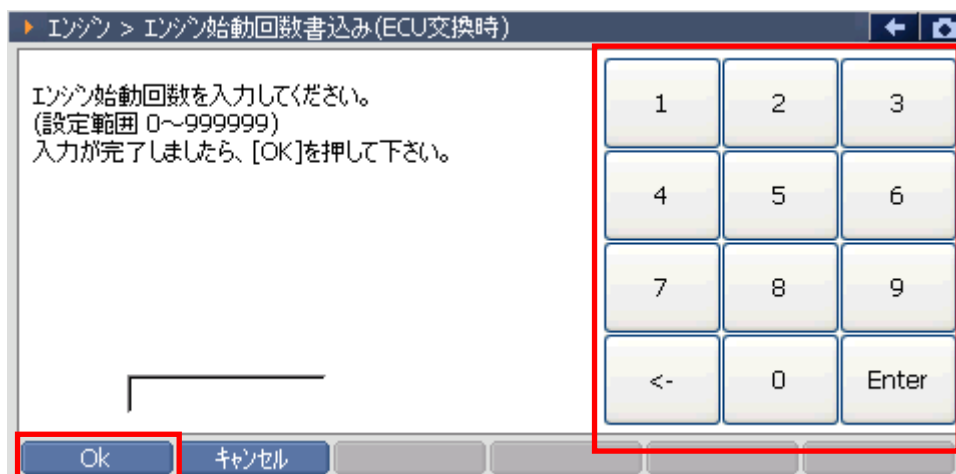 エンジン > エンジン始動回数書込み(ECU交換時)
エンジン始動回数を入力してください。
(設定範囲 0～999999)
入力が完了しましたら、[OK]を押して下さい。
1 2 3
4 5 6
7 8 9
<- 0 Enter
Ok キャンセル